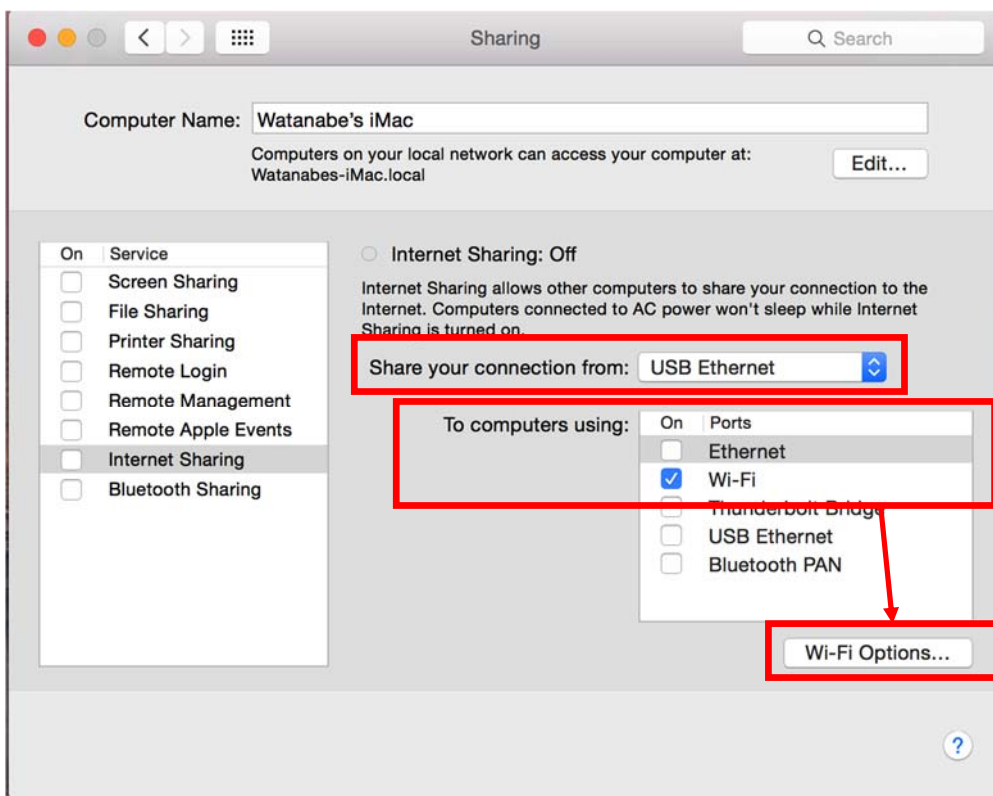 Sharing
Search
Computer Name: Watanabe's iMac
Computers on your local network can access your computer at:
Watanabes-iMac.local
Edit...
On Service
Screen Sharing
File Sharing
Printer Sharing
Remote Login
Remote Management
Remote Apple Events
Internet Sharing
Bluetooth Sharing
Internet Sharing: Off
Internet Sharing allows other computers to share your connection to the
Internet. Computers connected to AC power won't sleep while Internet
Sharing is turned on.
Share your connection from: USB Ethernet
To computers using:
On Ports
Ethernet
Wi-Fi
Thunderbolt Bridge
USB Ethernet
Bluetooth PAN
Wi-Fi Options...
?